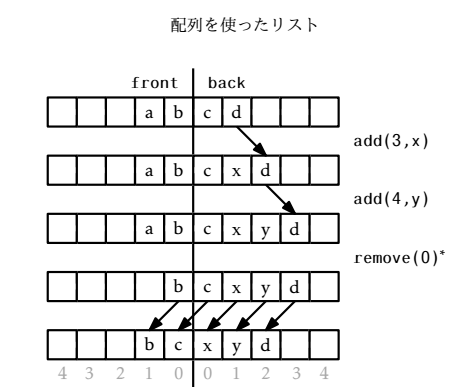 配列を使ったリスト
front back
a b c d
add(3,x)
a b c x d
add(4,y)
a b c x y d
remove(0)*
b c x y d
b c x y d
4 3 2 1 0 0 1 2 3 4